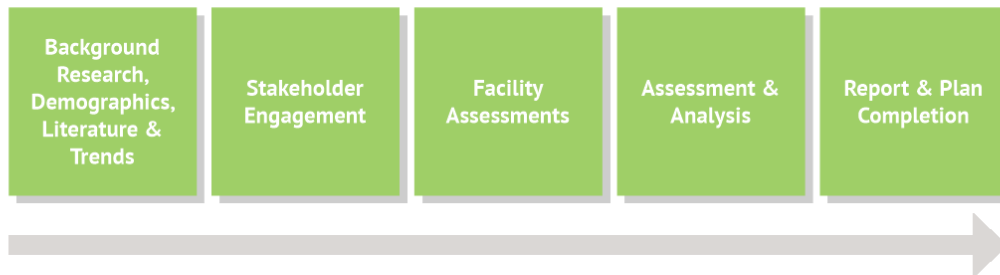 Background
Research,
Demographics,
Literature &
Trends
Stakeholder
Engagement
Facility
Assessments
Assessment &
Analysis
Report & Plan
Completion